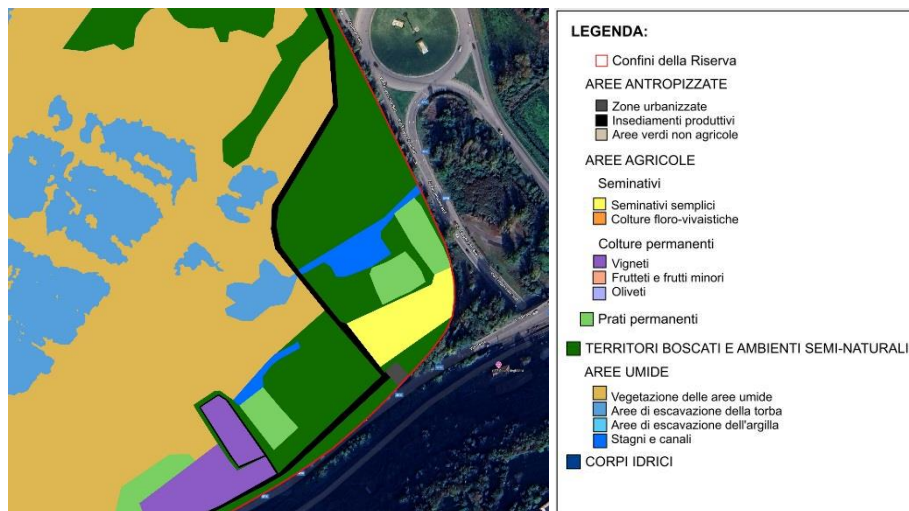 LEGENDA:
Confini della Riserva
AREE ANTROPIZZATE
Zone urbanizzate
Insediamenti produttivi
Aree verdi non agricole
AREE AGRICOLE
Seminativi
Seminativi semplici
Colture floro-vivaistiche
Colture permanenti
Vigneti
Frutteti e frutti minori
Oliveti
Prati permanenti
TERRITORI BOSCATI E AMBIENTI SEMI-NATURALI
AREE UMIDE
Vegetazione delle aree umide
Aree di escavazione della torba
Aree di escavazione dell'argilla
Stagni e canali
CORPI IDRICI